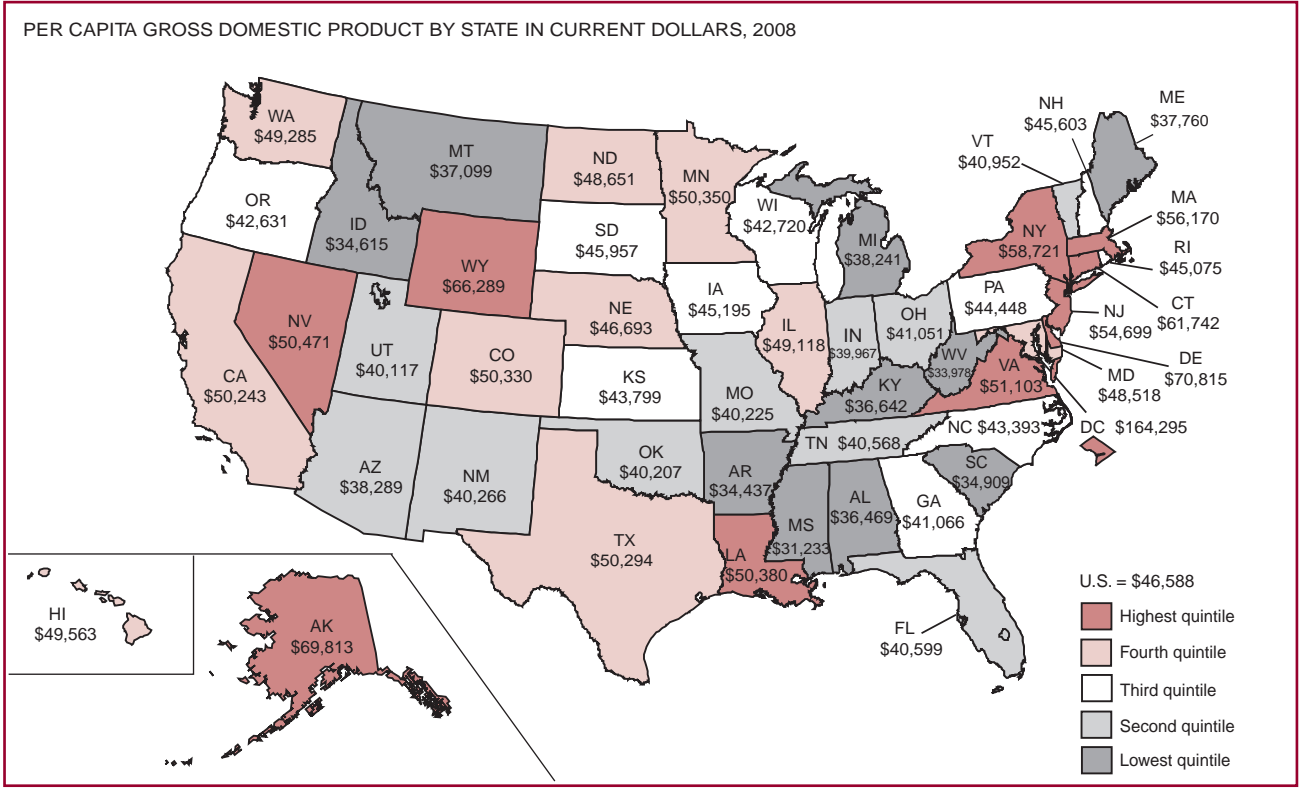 PER CAPITA GROSS DOMESTIC PRODUCT BY STATE IN CURRENT DOLLARS, 2008
WA
$49,285
OR
$42,631
CA
$50,243
NV
$50,471
ID
$34,615
MT
$37,099
WY
$66,289
UT
$40,117
AZ
$38,289
CO
$50,330
NM
$40,266
ND
$48,651
SD
$45,957
NE
$46,693
KS
$43,799
OK
$40,207
TX
$50,294
MN
$50,350
IA
$45,195
MO
$40,225
AR
$34,437
LA
$50,380
WI
$42,720
IL
$49,118
MI
$38,241
IN
$39,967
OH
$41,051
KY
$36,642
TN $40,568
MS
$31,233
AL
$36,469
GA
$41,066
FL
$40,599
SC
$34,909
NC $43,393
VA
$51,103
WV
$33,978
PA
$44,448
NY
$58,721
VT
$40,952
NH
$45,603
ME
$37,760
MA
$56,170
RI
$45,075
CT
$61,742
NJ
$54,699
DE
$70,815
MD
$48,518
DC $164,295
HI
$49,563
AK
$69,813
U.S. = $46,588
Highest quintile
Fourth quintile
Third quintile
Second quintile
Lowest quintile